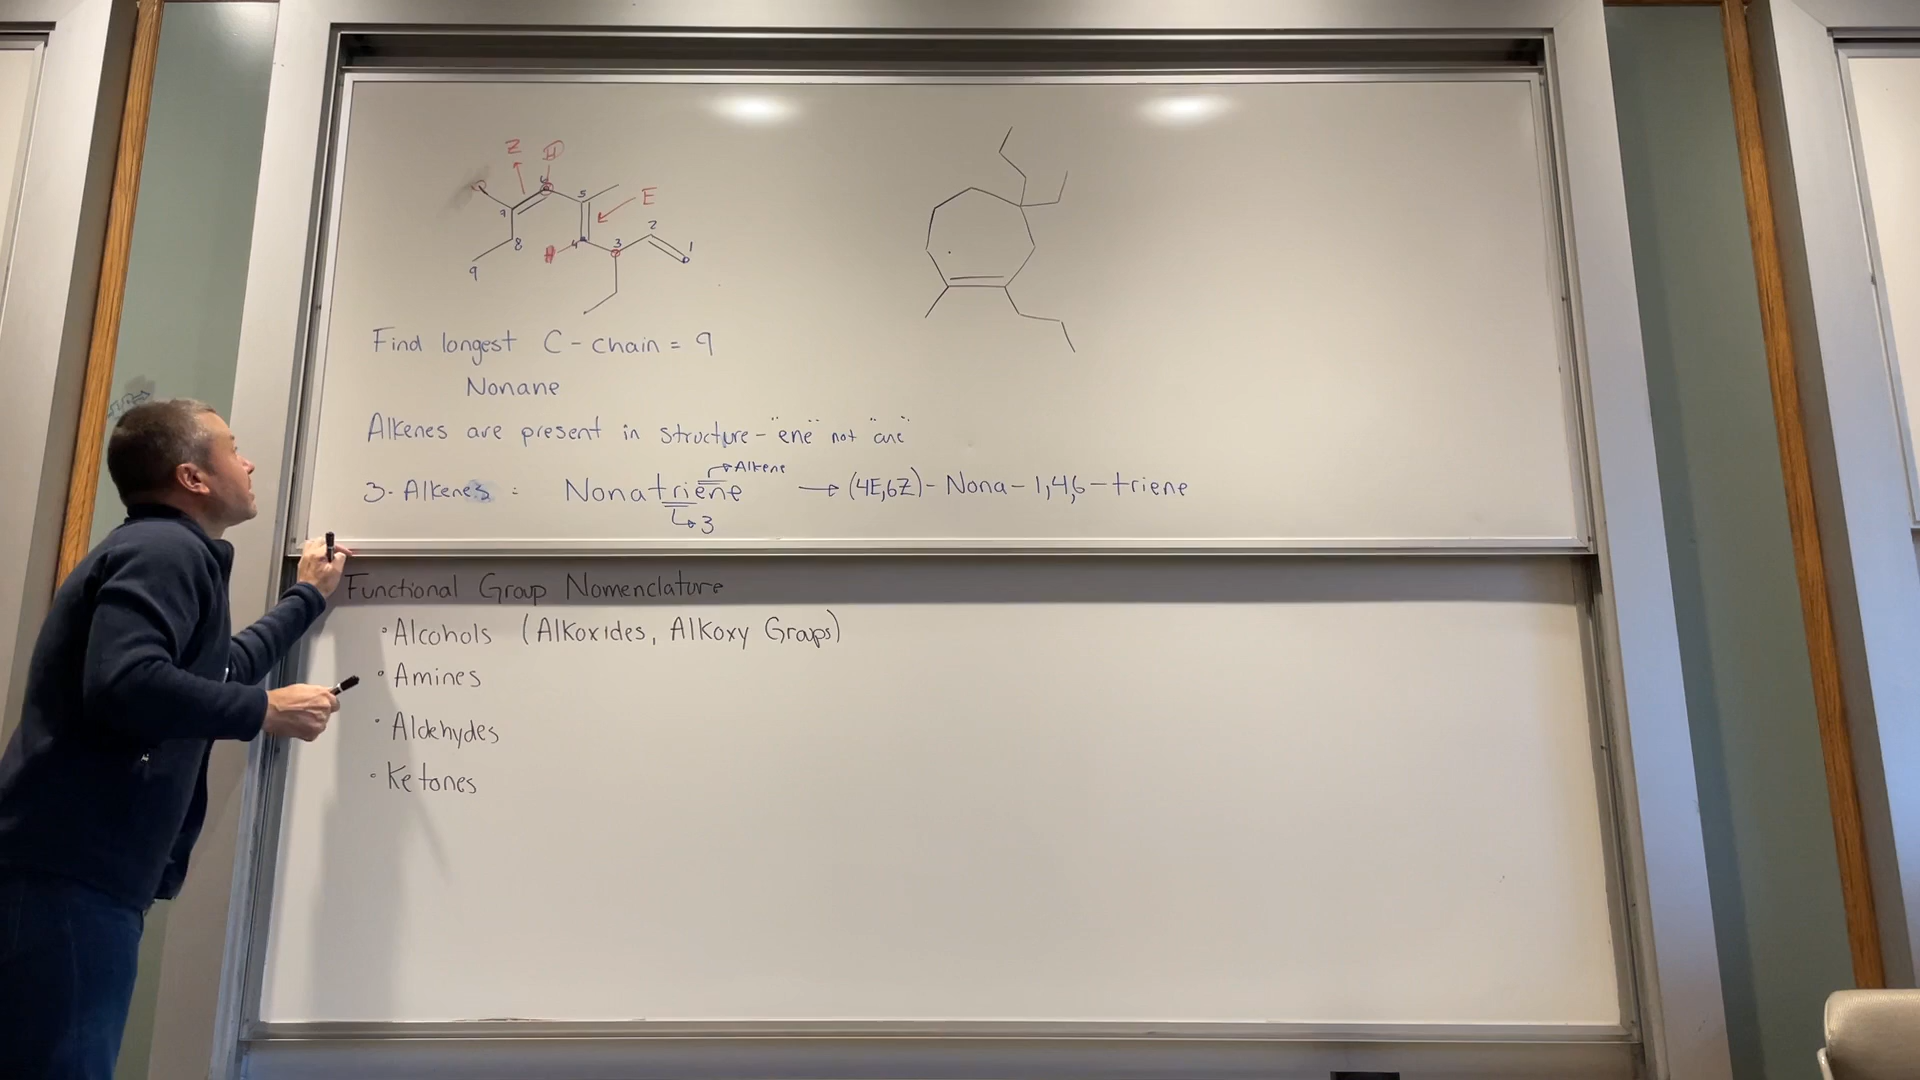 Z H
7 6 5 E
8 4 3 2 1
9 H
Find longest C-chain = 9
Nonane
Alkenes are present in structure - "ene" not "ane"
Alkene
3-Alkenes : Nonatriene → (4E,6Z)-Nona-1,4,6-triene
3
Functional Group Nomenclature
• Alcohols (Alkoxides, Alkoxy Groups)
• Amines
• Aldehydes
• Ketones